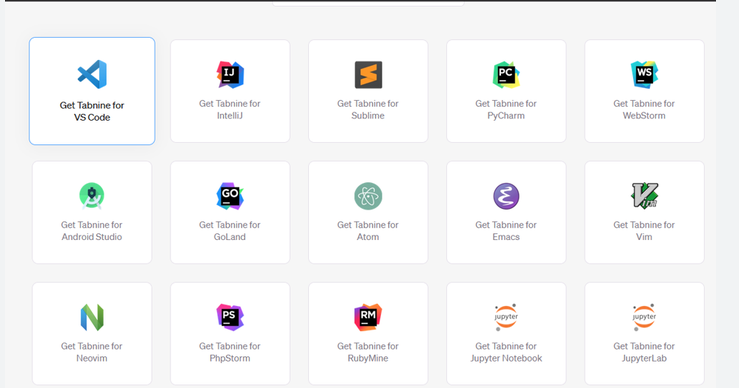 Get Tabnine for
VS Code
IJ
Get Tabnine for
IntelliJ
Get Tabnine for
Sublime
PC
Get Tabnine for
PyCharm
WS
Get Tabnine for
WebStorm
Get Tabnine for
Android Studio
GO
Get Tabnine for
GoLand
Get Tabnine for
Atom
Get Tabnine for
Emacs
Vim
Get Tabnine for
Vim
Get Tabnine for
Neovim
PS
Get Tabnine for
PhpStorm
RM
Get Tabnine for
RubyMine
jupyter
Get Tabnine for
Jupyter Notebook
jupyter
Get Tabnine for
JupyterLab